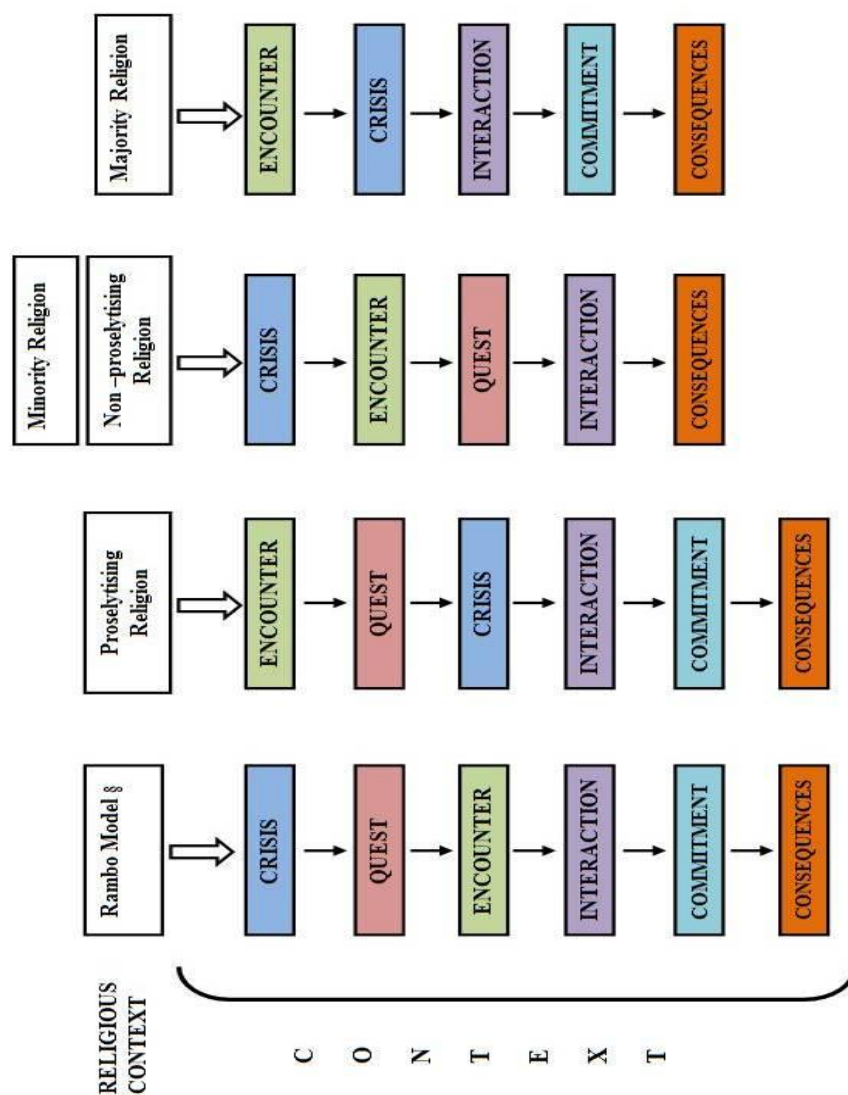 RELIGIOUS
CONTEXT
C
O
N
T
E
X
T
Rambo Model §
CRISIS
QUEST
ENCOUNTER
INTERACTION
COMMITMENT
CONSEQUENCES
Proselytising
Religion
ENCOUNTER
QUEST
CRISIS
INTERACTION
COMMITMENT
CONSEQUENCES
Minority Religion
Non –proselytising
Religion
CRISIS
ENCOUNTER
QUEST
INTERACTION
CONSEQUENCES
Majority Religion
ENCOUNTER
CRISIS
INTERACTION
COMMITMENT
CONSEQUENCES